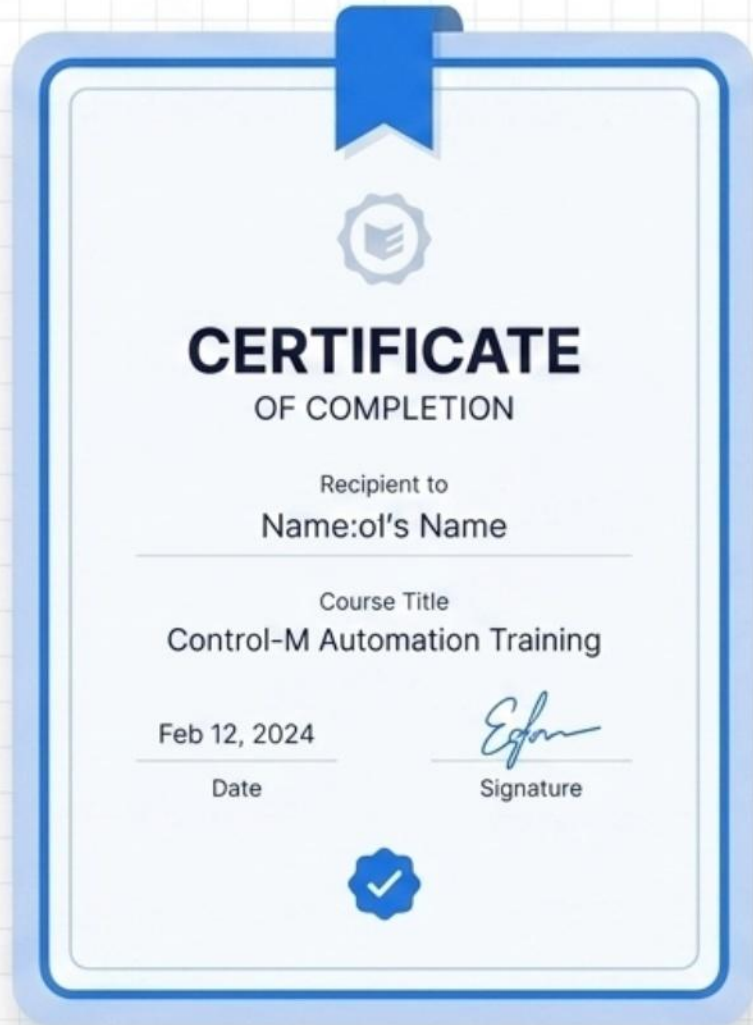 CERTIFICATE
OF COMPLETION
Recipient to
Name:ol's Name
Course Title
Control-M Automation Training
Feb 12, 2024
Date
Signature